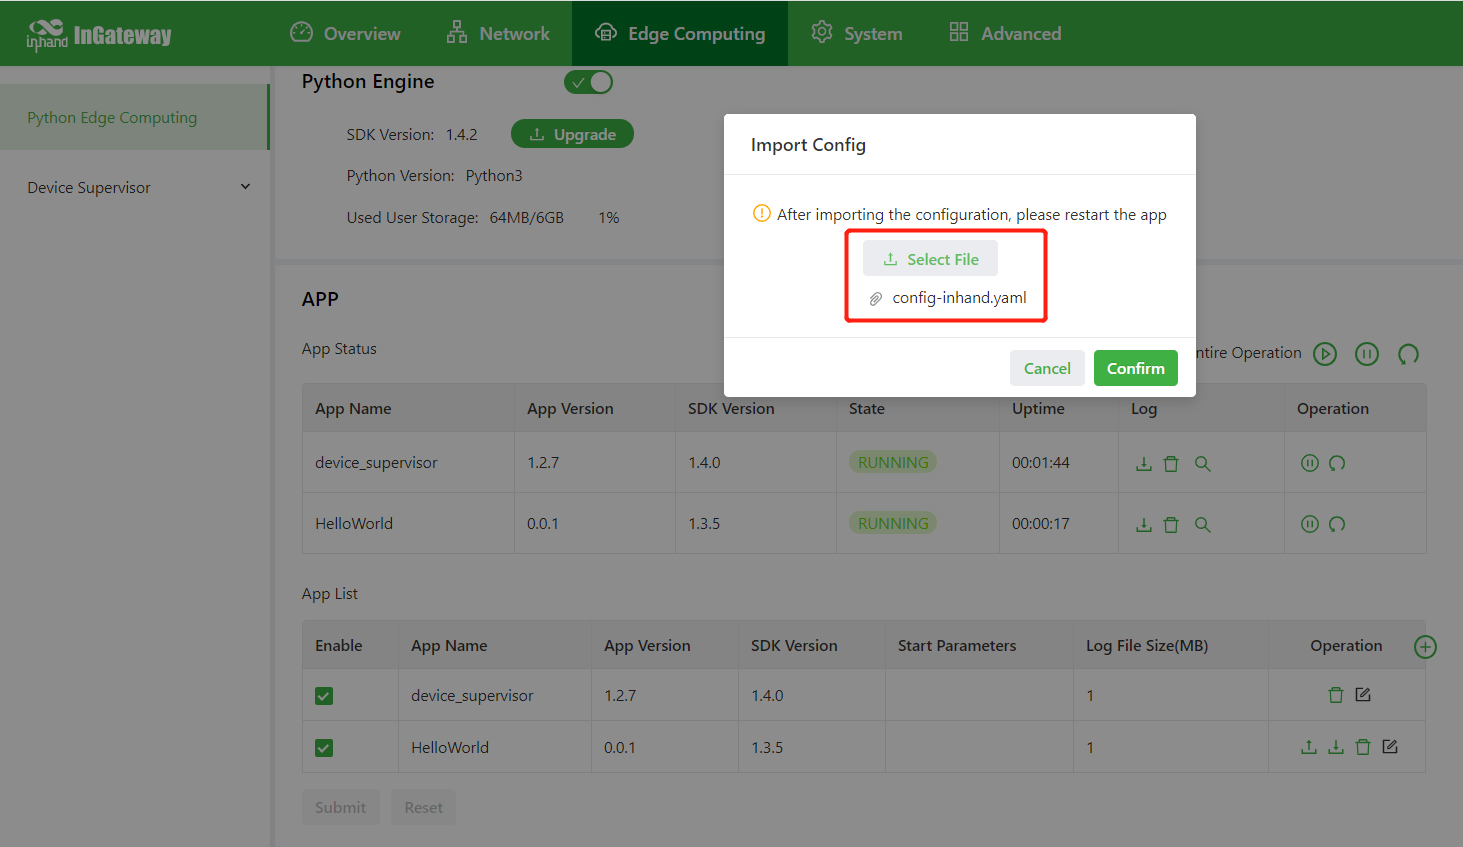 inhand InGateway
Overview
Network
Edge Computing
System
Advanced
Python Edge Computing
Device Supervisor
Python Engine
SDK Version: 1.4.2
Upgrade
Python Version: Python3
Used User Storage: 64MB/6GB 1%
Import Config
After importing the configuration, please restart the app
Select File
config-inhand.yaml
Cancel
Confirm
APP
App Status
ntire Operation
App Name App Version SDK Version State Uptime Log Operation
device_supervisor 1.2.7 1.4.0 RUNNING 00:01:44
HelloWorld 0.0.1 1.3.5 RUNNING 00:00:17
App List
Enable App Name App Version SDK Version Start Parameters Log File Size(MB) Operation
device_supervisor 1.2.7 1.4.0 1
HelloWorld 0.0.1 1.3.5 1
Submit
Reset